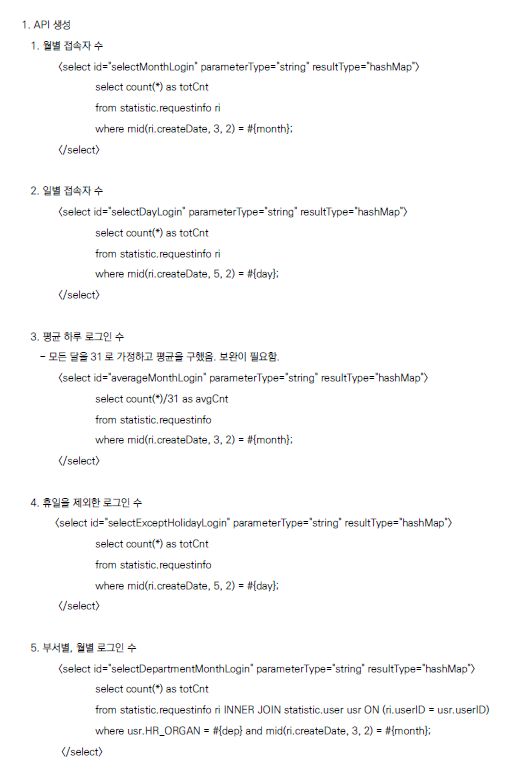 1. API 생성
1. 월별 접속자 수
<select id="selectMonthLogin" parameterType="string" resultType="hashMap">
select count(*) as totCnt
from statistic.requestinfo ri
where mid(ri.createDate, 3, 2) = #{month};
</select>
2. 일별 접속자 수
<select id="selectDayLogin" parameterType="string" resultType="hashMap">
select count(*) as totCnt
from statistic.requestinfo ri
where mid(ri.createDate, 5, 2) = #{day};
</select>
3. 평균 하루 로그인 수
- 모든 달을 31 로 가정하고 평균을 구했음. 보완이 필요함.
<select id="averageMonthLogin" parameterType="string" resultType="hashMap">
select count(*)/31 as avgCnt
from statistic.requestinfo
where mid(ri.createDate, 3, 2) = #{month};
</select>
4. 휴일을 제외한 로그인 수
<select id="selectExceptHolidayLogin" parameterType="string" resultType="hashMap">
select count(*) as totCnt
from statistic.requestinfo
where mid(ri.createDate, 5, 2) = #{day};
</select>
5. 부서별, 월별 로그인 수
<select id="selectDepartmentMonthLogin" parameterType="string" resultType="hashMap">
select count(*) as totCnt
from statistic.requestinfo ri INNER JOIN statistic.user usr ON (ri.userID = usr.userID)
where usr.HR_ORGAN = #{dep} and mid(ri.createDate, 3, 2) = #{month};
</select>